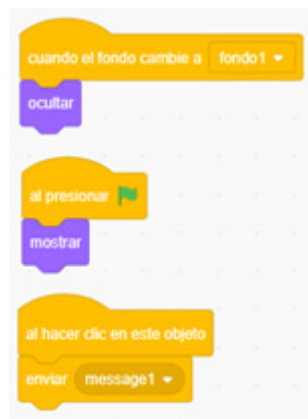 cuando el fondo cambie a fondo1
ocultar
al presionar
mostrar
al hacer clic en este objeto
enviar message1